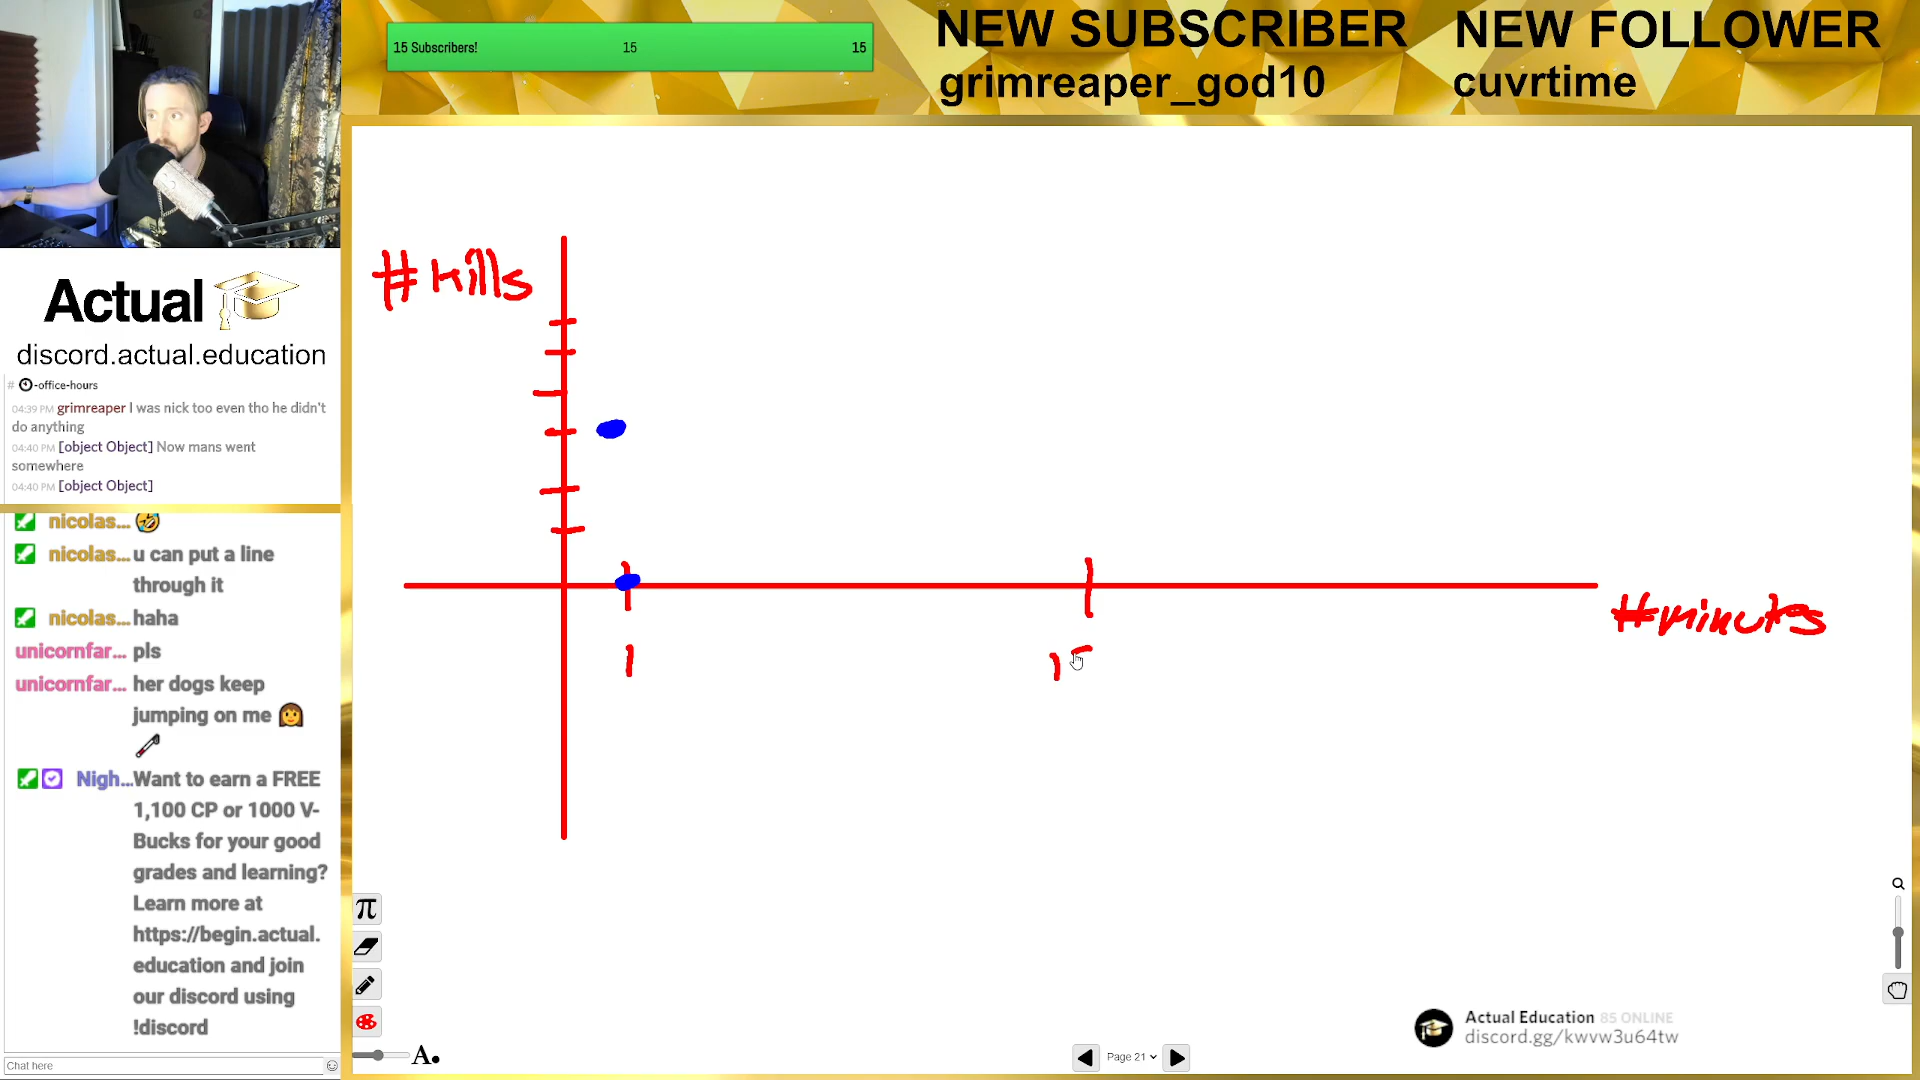 15 Subscribers! 15 15
NEW SUBSCRIBER
grimreaper_god10
NEW FOLLOWER
cuvrtime
Actual
discord.actual.education
# -office-hours
04:39 PM grimreaper I was nick too even tho he didn't
do anything
04:40 PM [object Object] Now mans went
somewhere
04:40 PM [object Object]
nicolas...
nicolas... u can put a line
through it
nicolas... haha
unicornfar... pls
unicornfar... her dogs keep
jumping on me
Nigh... Want to earn a FREE
1,100 CP or 1000 V-
Bucks for your good
grades and learning?
Learn more at
https://begin.actual.
education and join
our discord using
!discord
Chat here
# kills
# minutes
1
15
π
A.
Page 21
Actual Education 85 ONLINE
discord.gg/kwvw3u64tw